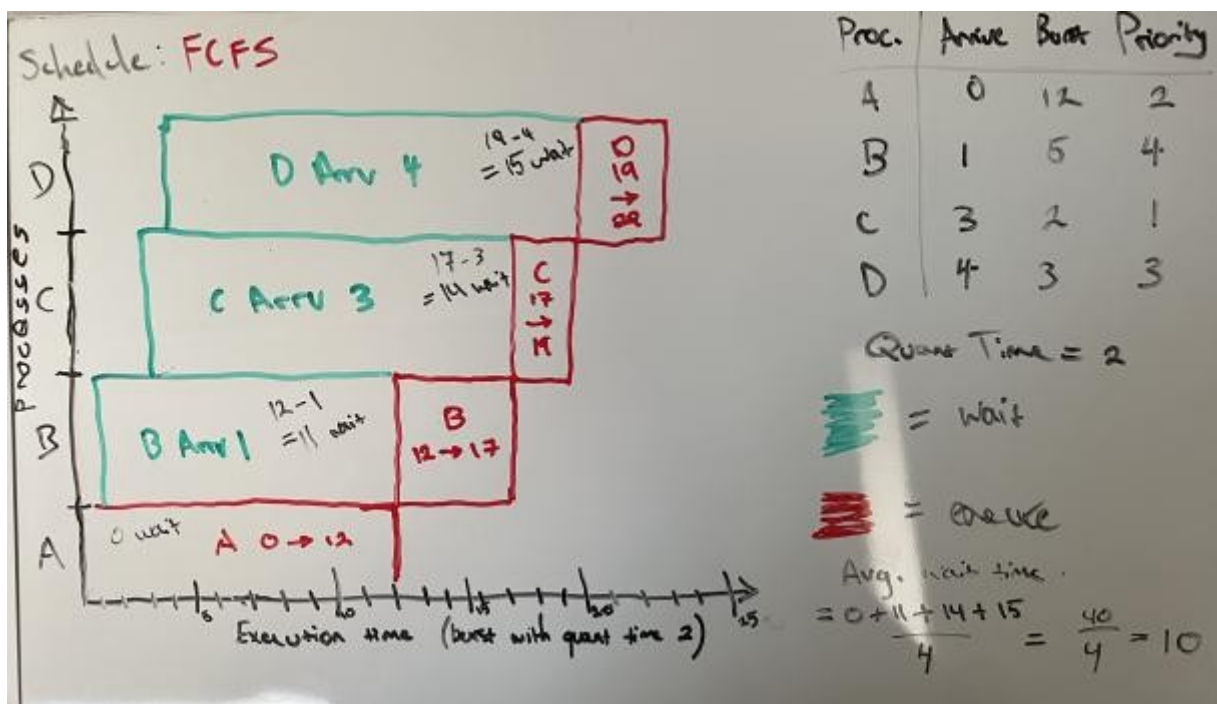 Schedule: FCFS
D
C
B
A
Processes
D Arrv 4
19-4
= 15 wait
D
19
→
22
C Arrv 3
17-3
= 14 wait
C
17
→
19
B Arrv 1
12-1
= 11 wait
B
12 → 17
0 wait
A 0 → 12
5 10 15 20 25
Execution time (burst with quant time 2)
Proc. Arrive Burst Priority
A 0 12 2
B 1 5 4
C 3 2 1
D 4 3 3
Quant Time = 2
= wait
= execute
Avg. wait time.
= 0 + 11 + 14 + 15
4
= 40
4
= 10